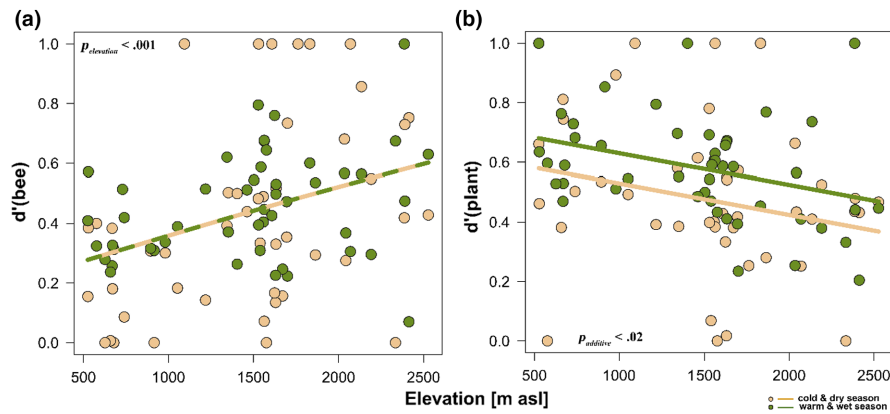 (a)
p elevation < .001
d'(bee)
1.0
0.8
0.6
0.4
0.2
0.0
500 1000 1500 2000 2500
(b)
d'(plant)
1.0
0.8
0.6
0.4
0.2
0.0
p additive < .02
500 1000 1500 2000 2500
Elevation [m asl]
cold & dry season
warm & wet season